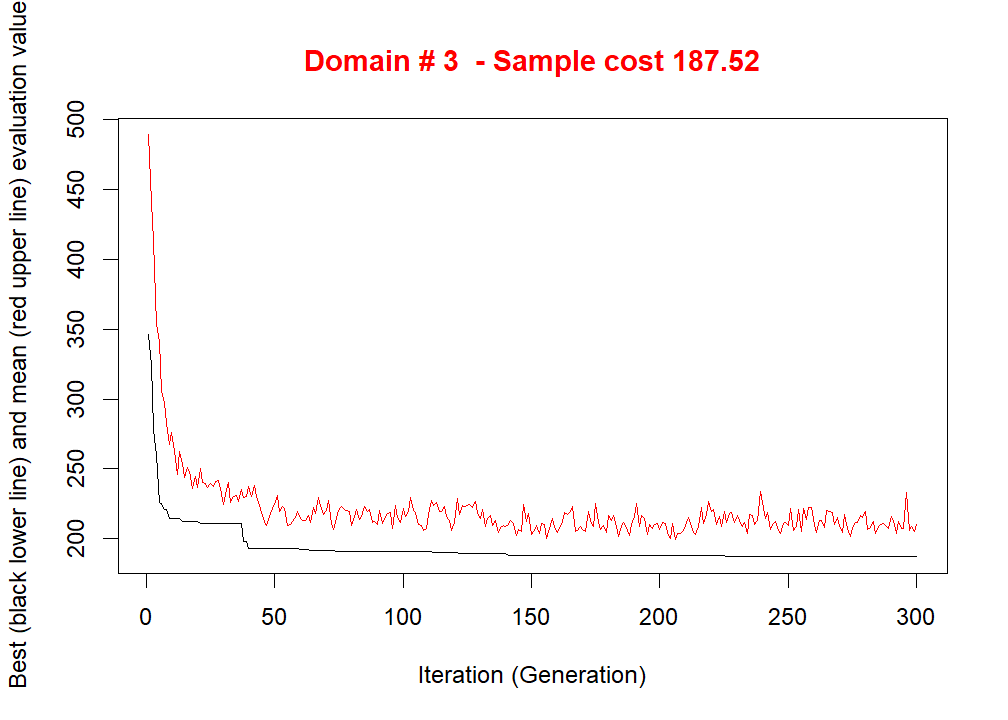 Domain # 3  - Sample cost 187.52
Best (black lower line) and mean (red upper line) evaluation value
500
450
400
350
300
250
200
0 50 100 150 200 250 300
Iteration (Generation)